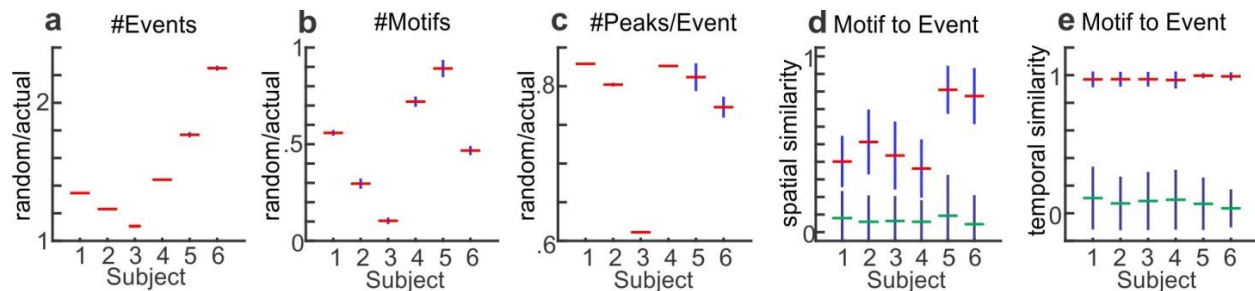 a #Events
random/actual
2
1
1 2 3 4 5 6
Subject
b #Motifs
random/actual
1
.5
0
1 2 3 4 5 6
Subject
c #Peaks/Event
random/actual
.8
.6
1 2 3 4 5 6
Subject
d Motif to Event
spatial similarity
1
0
1 2 3 4 5 6
Subject
e Motif to Event
temporal similarity
1
0
1 2 3 4 5 6
Subject